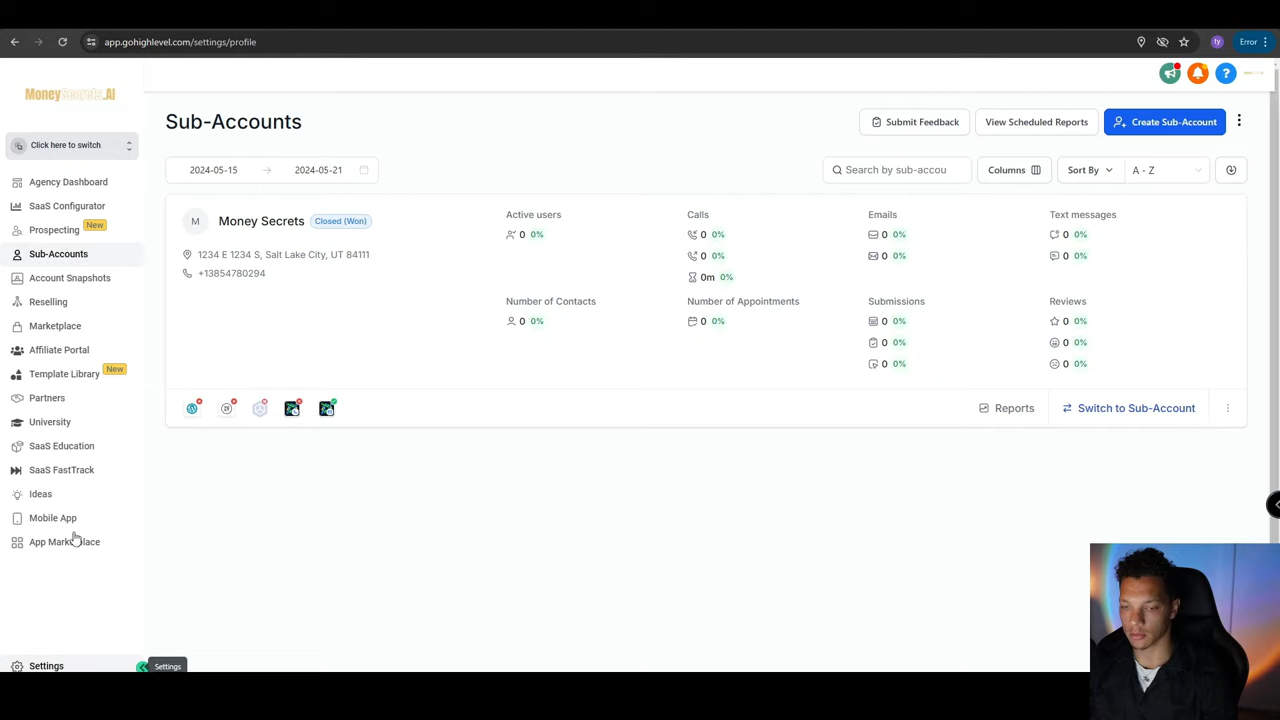 app.gohighlevel.com/settings/profile
ty
Error
MoneySecrets.AI
Click here to switch
Agency Dashboard
SaaS Configurator
Prospecting New
Sub-Accounts
Account Snapshots
Reselling
Marketplace
Affiliate Portal
Template Library New
Partners
University
SaaS Education
SaaS FastTrack
Ideas
Mobile App
App Marketplace
Settings
Settings
Sub-Accounts
Submit Feedback
View Scheduled Reports
Create Sub-Account
2024-05-15 → 2024-05-21
Search by sub-accou
Columns
Sort By
A - Z
M
Money Secrets Closed (Won)
1234 E 1234 S, Salt Lake City, UT 84111
+13854780294
Active users
0 0%
Calls
0 0%
0 0%
0m 0%
Emails
0 0%
0 0%
Text messages
0 0%
0 0%
Number of Contacts
0 0%
Number of Appointments
0 0%
Submissions
0 0%
0 0%
0 0%
Reviews
0 0%
0 0%
0 0%
Reports
Switch to Sub-Account